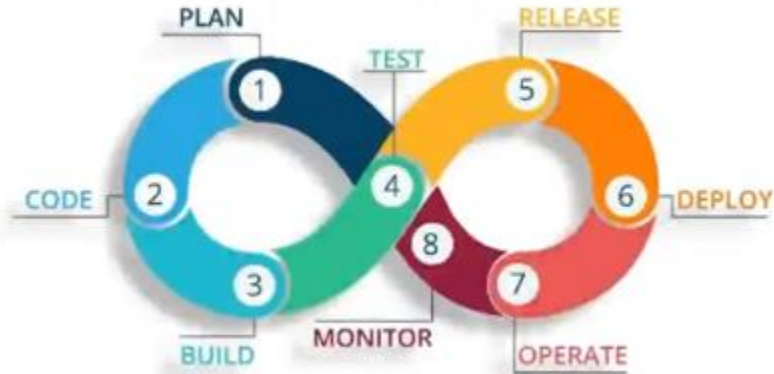 PLAN
RELEASE
TEST
1
5
4
CODE
2
6
DEPLOY
8
3
7
MONITOR
BUILD
OPERATE